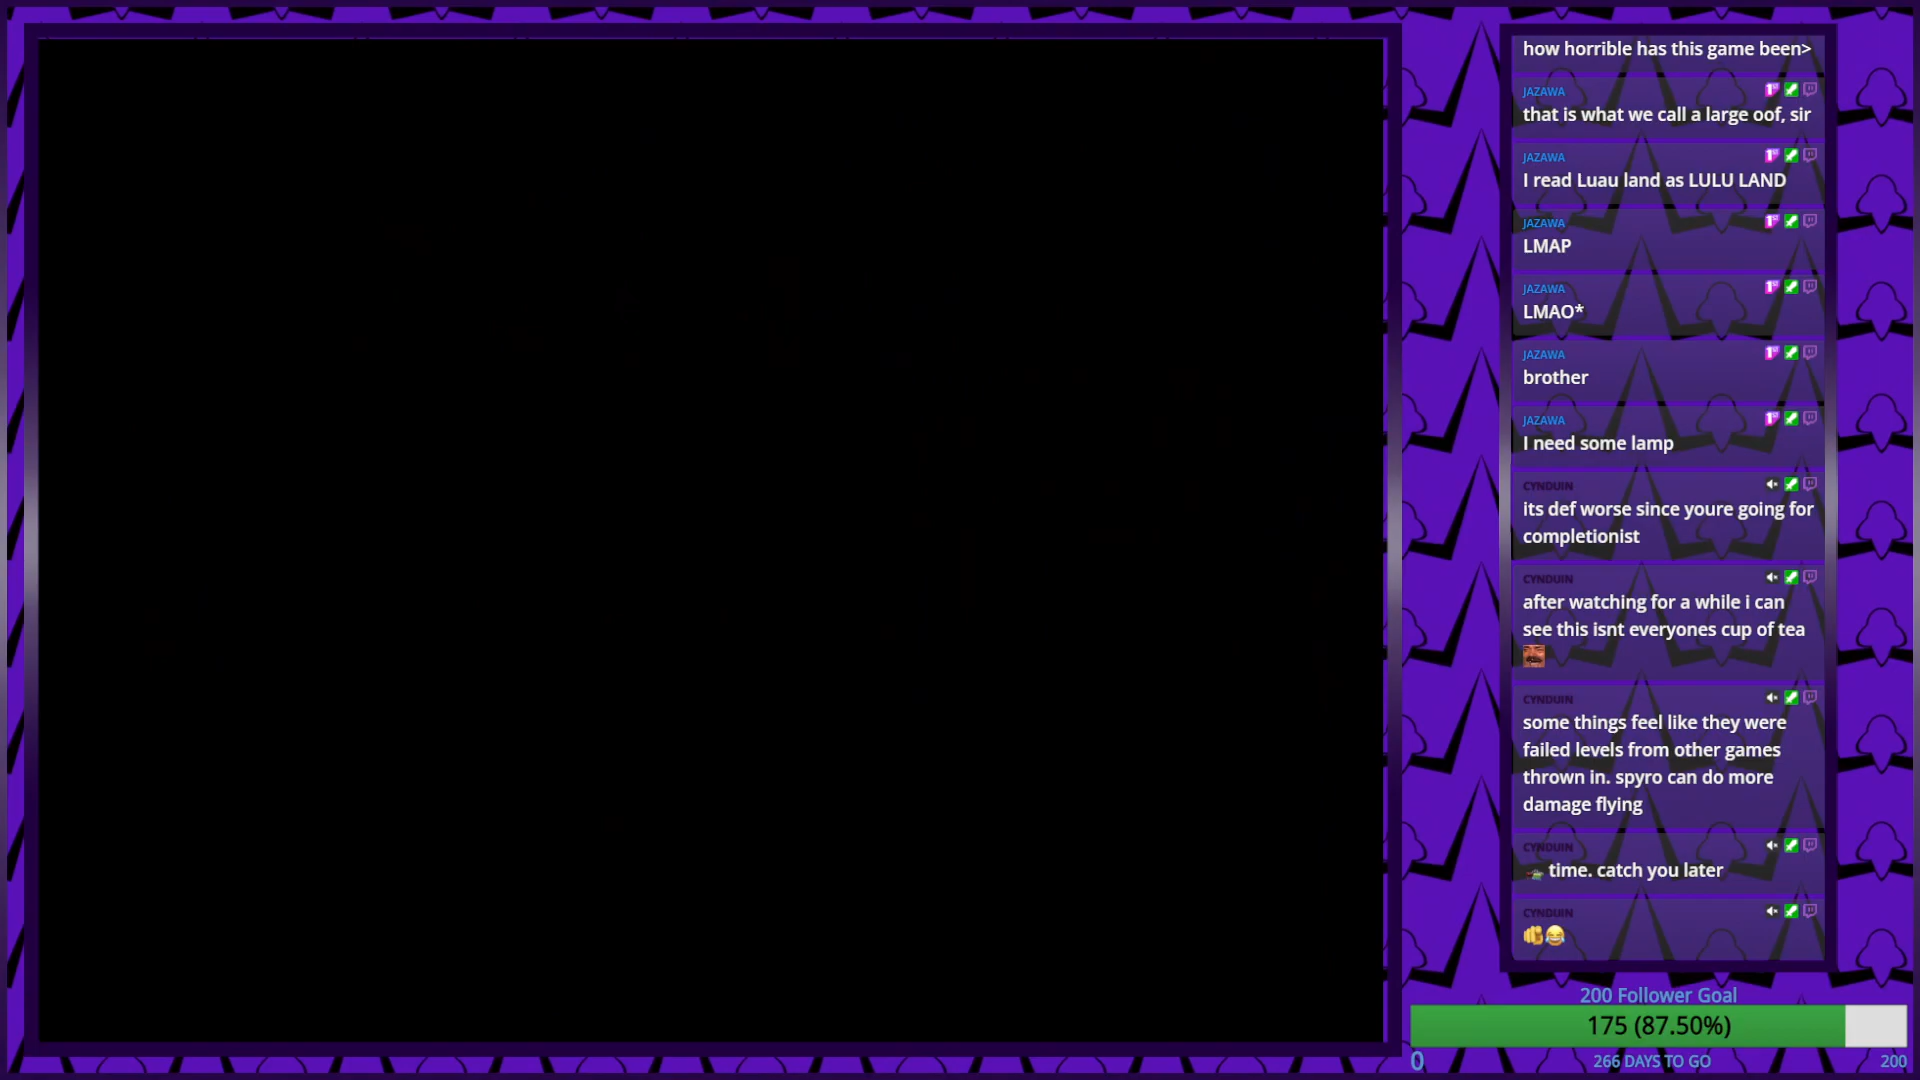 how horrible has this game been>
JAZAWA
that is what we call a large oof, sir
JAZAWA
I read Luau land as LULU LAND
JAZAWA
LMAP
JAZAWA
LMAO*
JAZAWA
brother
JAZAWA
I need some lamp
CYNDUIN
its def worse since youre going for
completionist
CYNDUIN
after watching for a while i can
see this isnt everyones cup of tea
CYNDUIN
some things feel like they were
failed levels from other games
thrown in. spyro can do more
damage flying
CYNDUIN
time. catch you later
CYNDUIN
🫵😂
200 Follower Goal
175 (87.50%)
0 266 DAYS TO GO 200